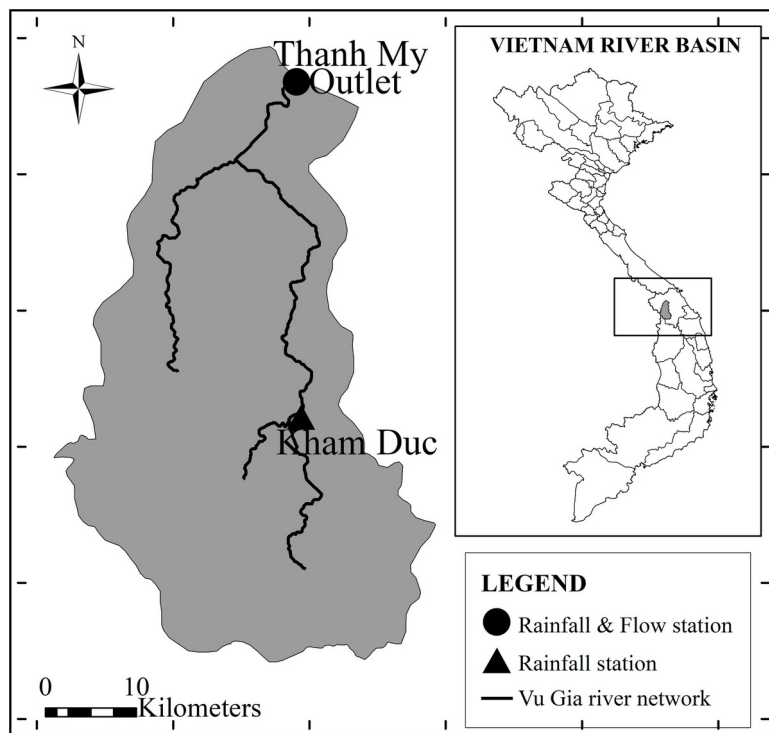 N
Thanh My
Outlet
Kham Duc
0 10
Kilometers
VIETNAM RIVER BASIN
LEGEND
Rainfall & Flow station
Rainfall station
Vu Gia river network